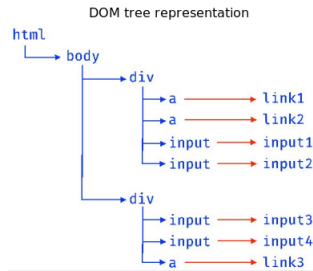 DOM tree representation
html
body
div
a link1
a link2
input input1
input input2
div
input input3
input input4
a link3